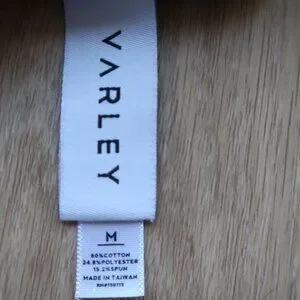 VARLEY
M
60%COTTON
24.8%POLYESTER
15.2%SPUN
MADE IN TAIWAN